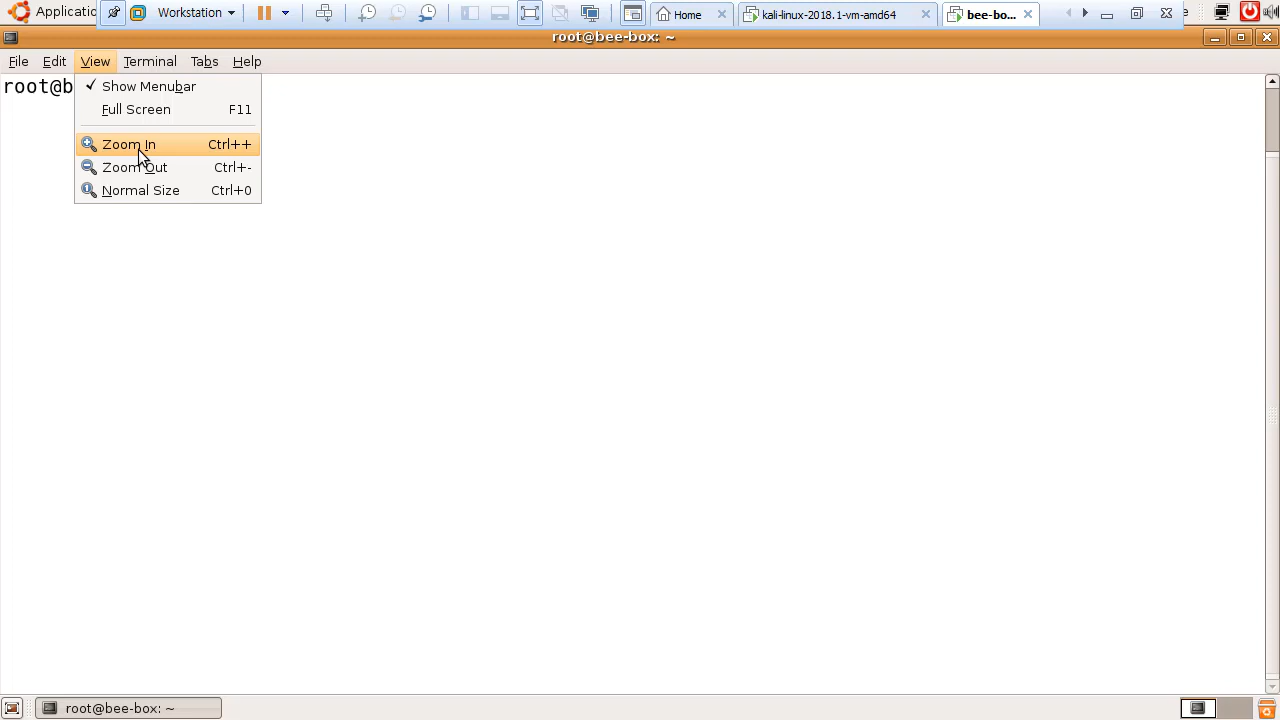 Applicatio
Workstation
Home
kali-linux-2018.1-vm-amd64
bee-bo...
root@bee-box: ~
File Edit View Terminal Tabs Help
root@b
Show Menubar
Full Screen F11
Zoom In Ctrl++
Zoom Out Ctrl+-
Normal Size Ctrl+0
root@bee-box: ~